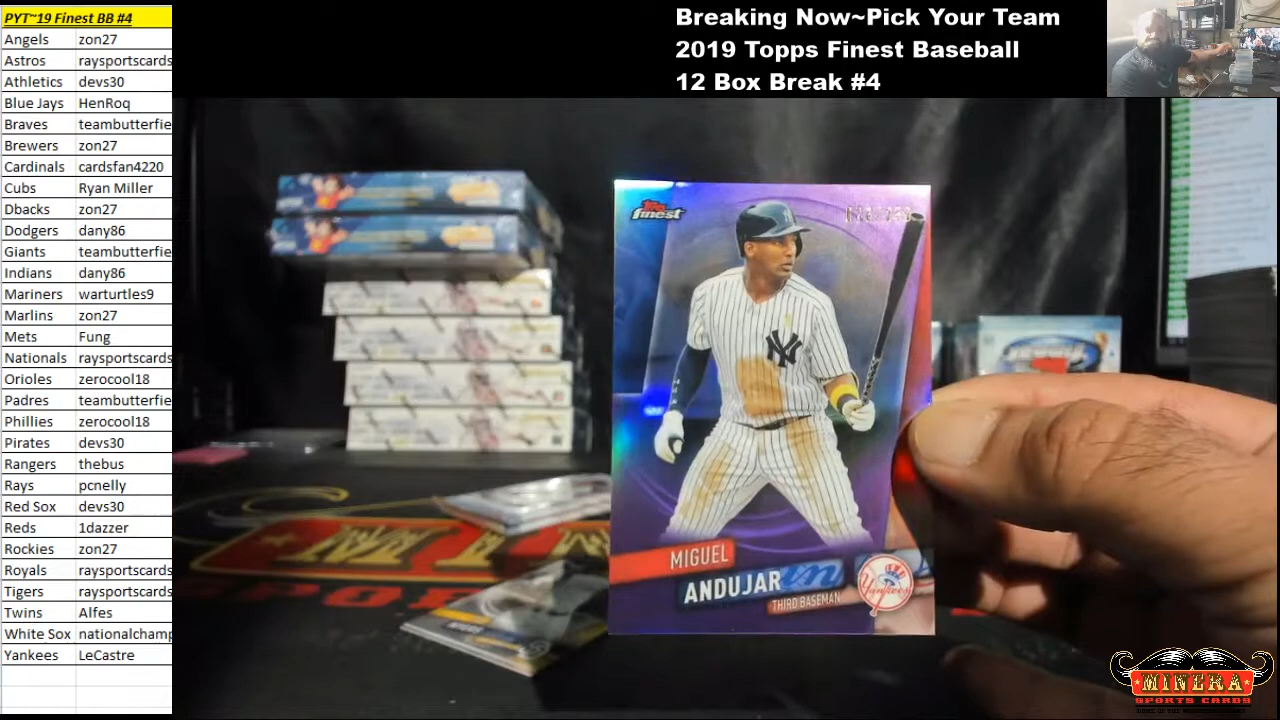 PYT~19 Finest BB #4
Angels zon27
Astros raysportscards
Athletics devs30
Blue Jays HenRoq
Braves teambutterfie
Brewers zon27
Cardinals cardsfan4220
Cubs Ryan Miller
Dbacks zon27
Dodgers dany86
Giants teambutterfie
Indians dany86
Mariners warturtles9
Marlins zon27
Mets Fung
Nationals raysportscards
Orioles zerocool18
Padres teambutterfie
Phillies zerocool18
Pirates devs30
Rangers thebus
Rays pcnelly
Red Sox devs30
Reds 1dazzer
Rockies zon27
Royals raysportscards
Tigers raysportscards
Twins Alfes
White Sox nationalchamp
Yankees LeCastre
Breaking Now~Pick Your Team
2019 Topps Finest Baseball
12 Box Break #4
Topps
finest
NY
MIGUEL
ANDUJAR
THIRD BASEMAN
Yankees
MINERA
SPORTS CARDS